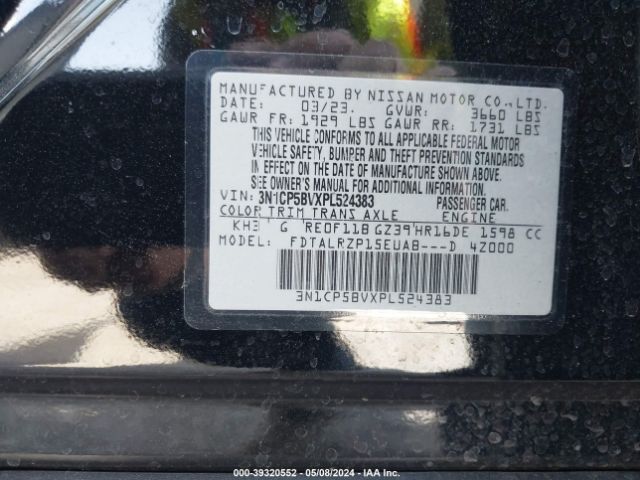 MANUFACTURED BY NISSAN MOTOR CO., LTD.
DATE: 03/23. GVWR: 3660 LBS
GAWR FR: 1929 LBS GAWR RR: 1731 LBS
THIS VEHICLE CONFORMS TO ALL APPLICABLE FEDERAL MOTOR
VEHICLE SAFETY, BUMPER AND THEFT PREVENTION STANDARDS
IN EFFECT ON THE DATE OF MANUFACTURE SHOWN ABOVE.
SEE OWNER'S MANUAL FOR ADDITIONAL INFORMATION
VIN: 3N1CP5BVXPL524383 PASSENGER CAR.
COLOR TRIM TRANS AXLE ENGINE
KH3 G RE0F11B GZ39 HR16DE 1598 CC
MODEL: FDTALRZP15EUA8---D 4Z000
3N1CP5BVXPL524383
000-39320552 - 05/08/2024 - IAA Inc.